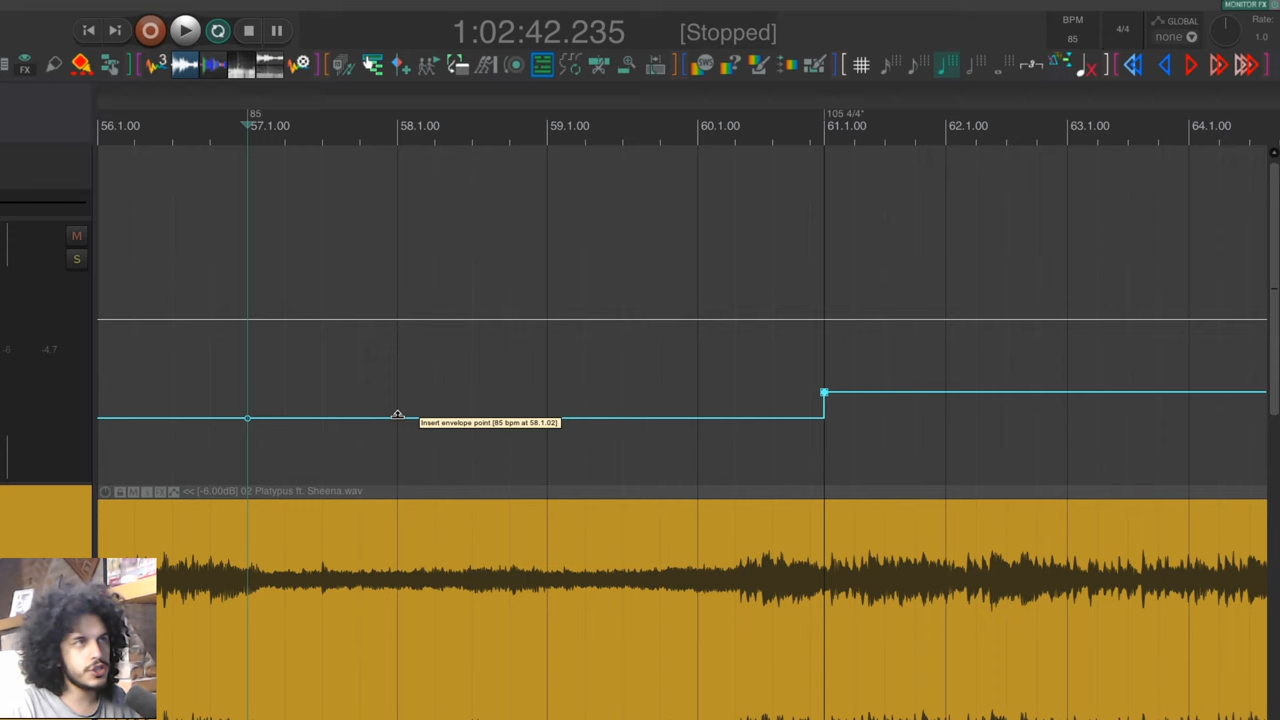 MONITOR FX
1:02:42.235 [Stopped]
BPM
85
4/4
GLOBAL
none
Rate:
1.0
FX
3
SWS
85
105 4/4*
56.1.00 57.1.00 58.1.00 59.1.00 60.1.00 61.1.00 62.1.00 63.1.00 64.1.00
M
S
-4.7
Insert envelope point [85 bpm at 58.1.02]
<< [-6.00dB] 02 Platypus ft. Sheena.wav